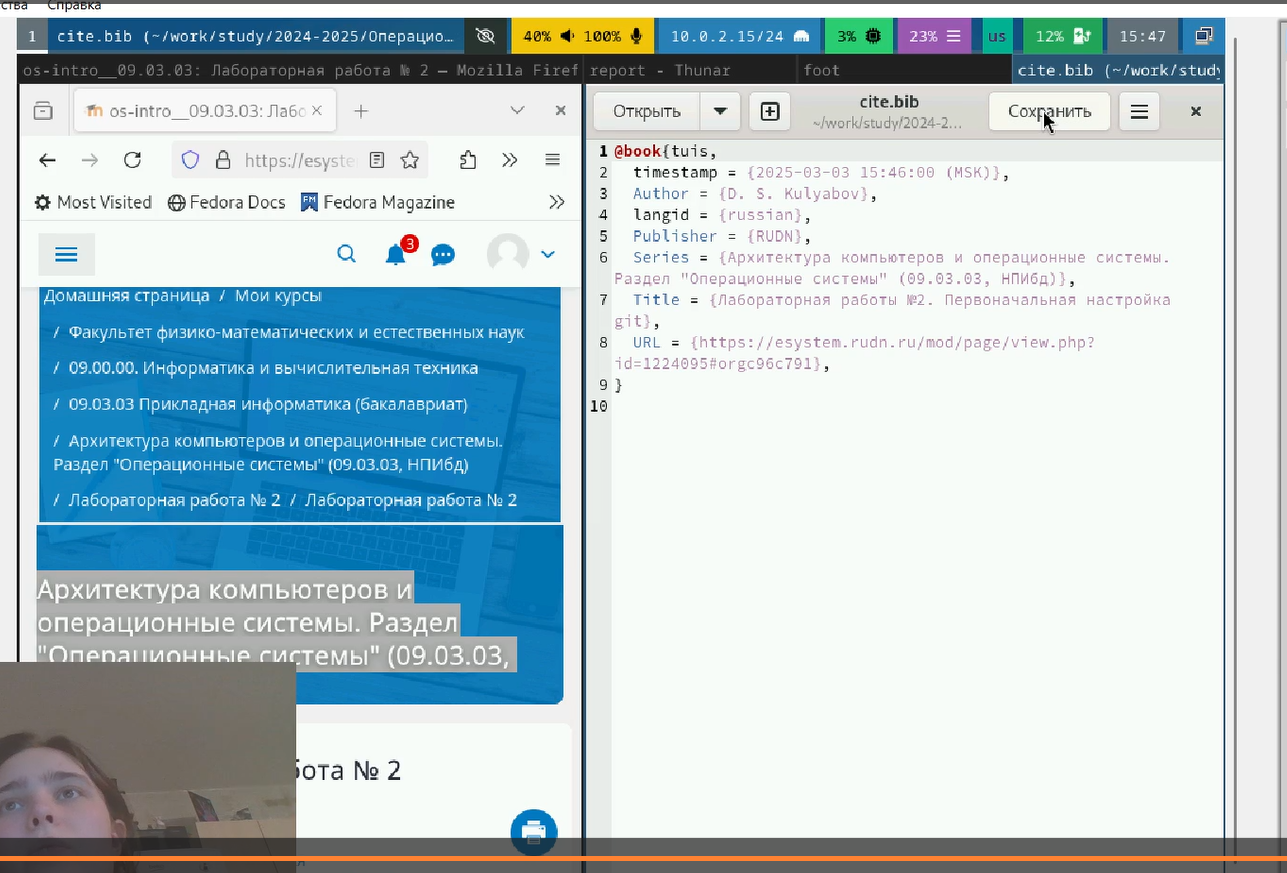 ства Справка
1 cite.bib (~/work/study/2024-2025/Операцио… 40% 100% 10.0.2.15/24 3% 23% us 12% 15:47
os-intro__09.03.03: Лабораторная работа № 2 — Mozilla Firef report - Thunar foot cite.bib (~/work/study
os-intro__09.03.03: Лабо
https://esyste
Most Visited Fedora Docs Fedora Magazine
3
Домашняя страница / Мои курсы
/ Факультет физико-математических и естественных наук
/ 09.00.00. Информатика и вычислительная техника
/ 09.03.03 Прикладная информатика (бакалавриат)
/ Архитектура компьютеров и операционные системы.
Раздел "Операционные системы" (09.03.03, НПИбд)
/ Лабораторная работа № 2 / Лабораторная работа № 2
Архитектура компьютеров и
операционные системы. Раздел
"Операционные системы" (09.03.03,
бота № 2
Открыть cite.bib Сохранить
~/work/study/2024-2...
1 @book{tuis,
2 timestamp = {2025-03-03 15:46:00 (MSK)},
3 Author = {D. S. Kulyabov},
4 langid = {russian},
5 Publisher = {RUDN},
6 Series = {Архитектура компьютеров и операционные системы.
Раздел "Операционные системы" (09.03.03, НПИбд)},
7 Title = {Лабораторная работы №2. Первоначальная настройка
git},
8 URL = {https://esystem.rudn.ru/mod/page/view.php?
id=1224095#orgc96c791},
9 }
10